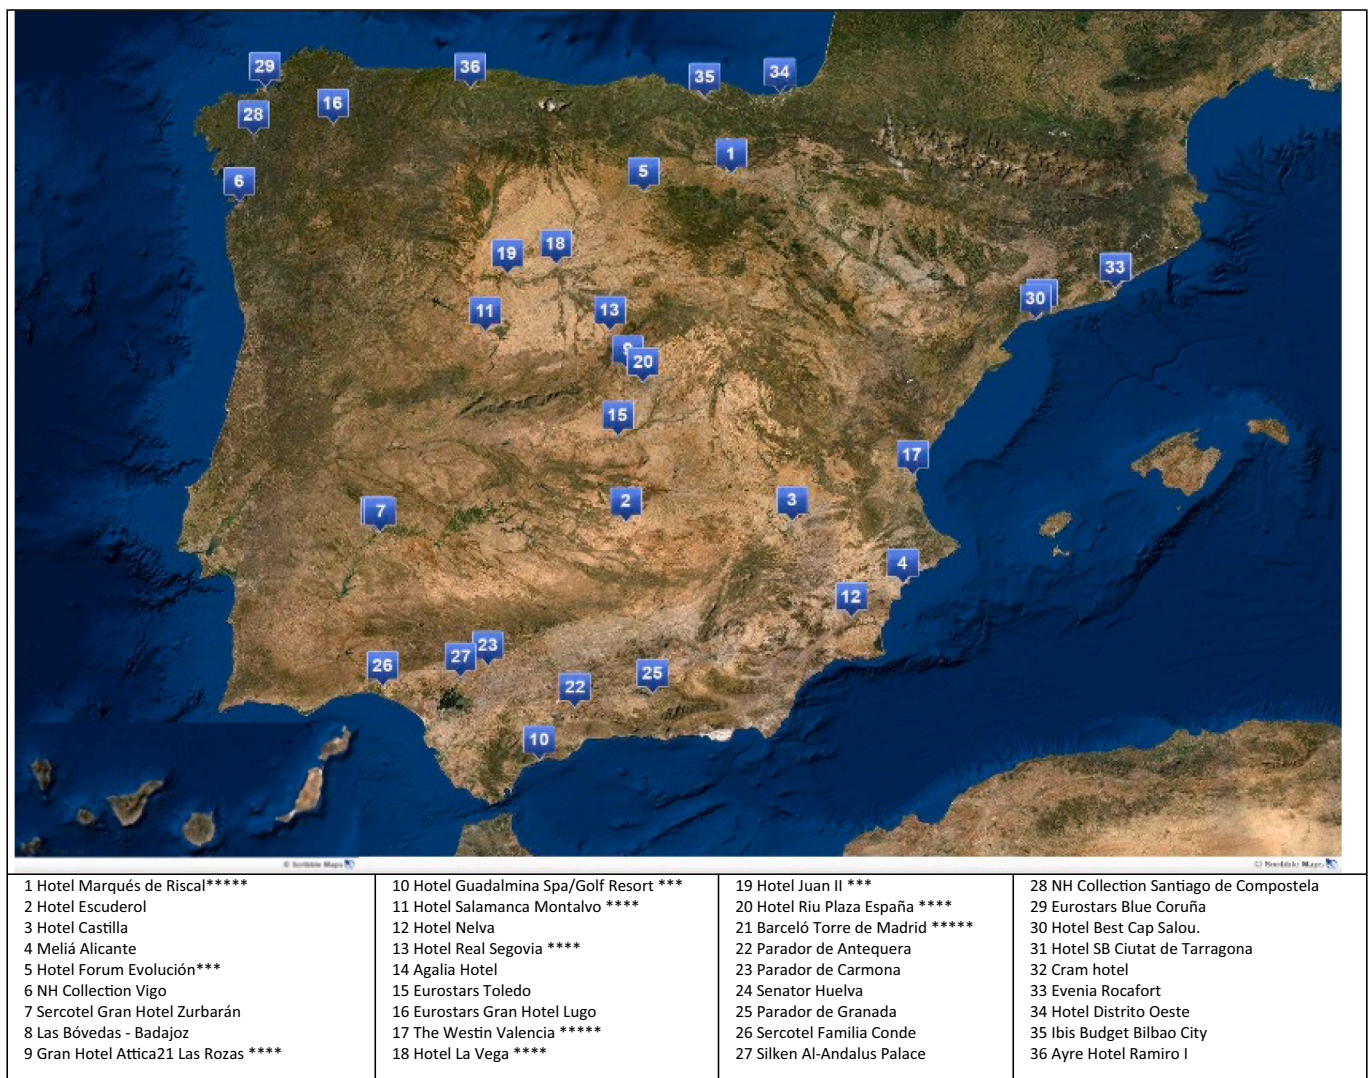 29
36
34
35
16
28
1
5
6
18
19
33
30
11
13
9
20
15
17
2
3
7
4
12
23
27
26
25
22
10
© Scribble Maps
© Scribble Maps
1 Hotel Marqués de Riscal*****
2 Hotel Escuderol
3 Hotel Castilla
4 Meliá Alicante
5 Hotel Forum Evolución***
6 NH Collection Vigo
7 Sercotel Gran Hotel Zurbarán
8 Las Bóvedas - Badajoz
9 Gran Hotel Attica21 Las Rozas ****
10 Hotel Guadalmina Spa/Golf Resort ***
11 Hotel Salamanca Montalvo ****
12 Hotel Nelva
13 Hotel Real Segovia ****
14 Agalia Hotel
15 Eurostars Toledo
16 Eurostars Gran Hotel Lugo
17 The Westin Valencia *****
18 Hotel La Vega ****
19 Hotel Juan II ***
20 Hotel Riu Plaza España ****
21 Barceló Torre de Madrid *****
22 Parador de Antequera
23 Parador de Carmona
24 Senator Huelva
25 Parador de Granada
26 Sercotel Familia Conde
27 Silken Al-Andalus Palace
28 NH Collection Santiago de Compostela
29 Eurostars Blue Coruña
30 Hotel Best Cap Salou.
31 Hotel SB Ciutat de Tarragona
32 Cram hotel
33 Evenia Rocafort
34 Hotel Distrito Oeste
35 Ibis Budget Bilbao City
36 Ayre Hotel Ramiro I